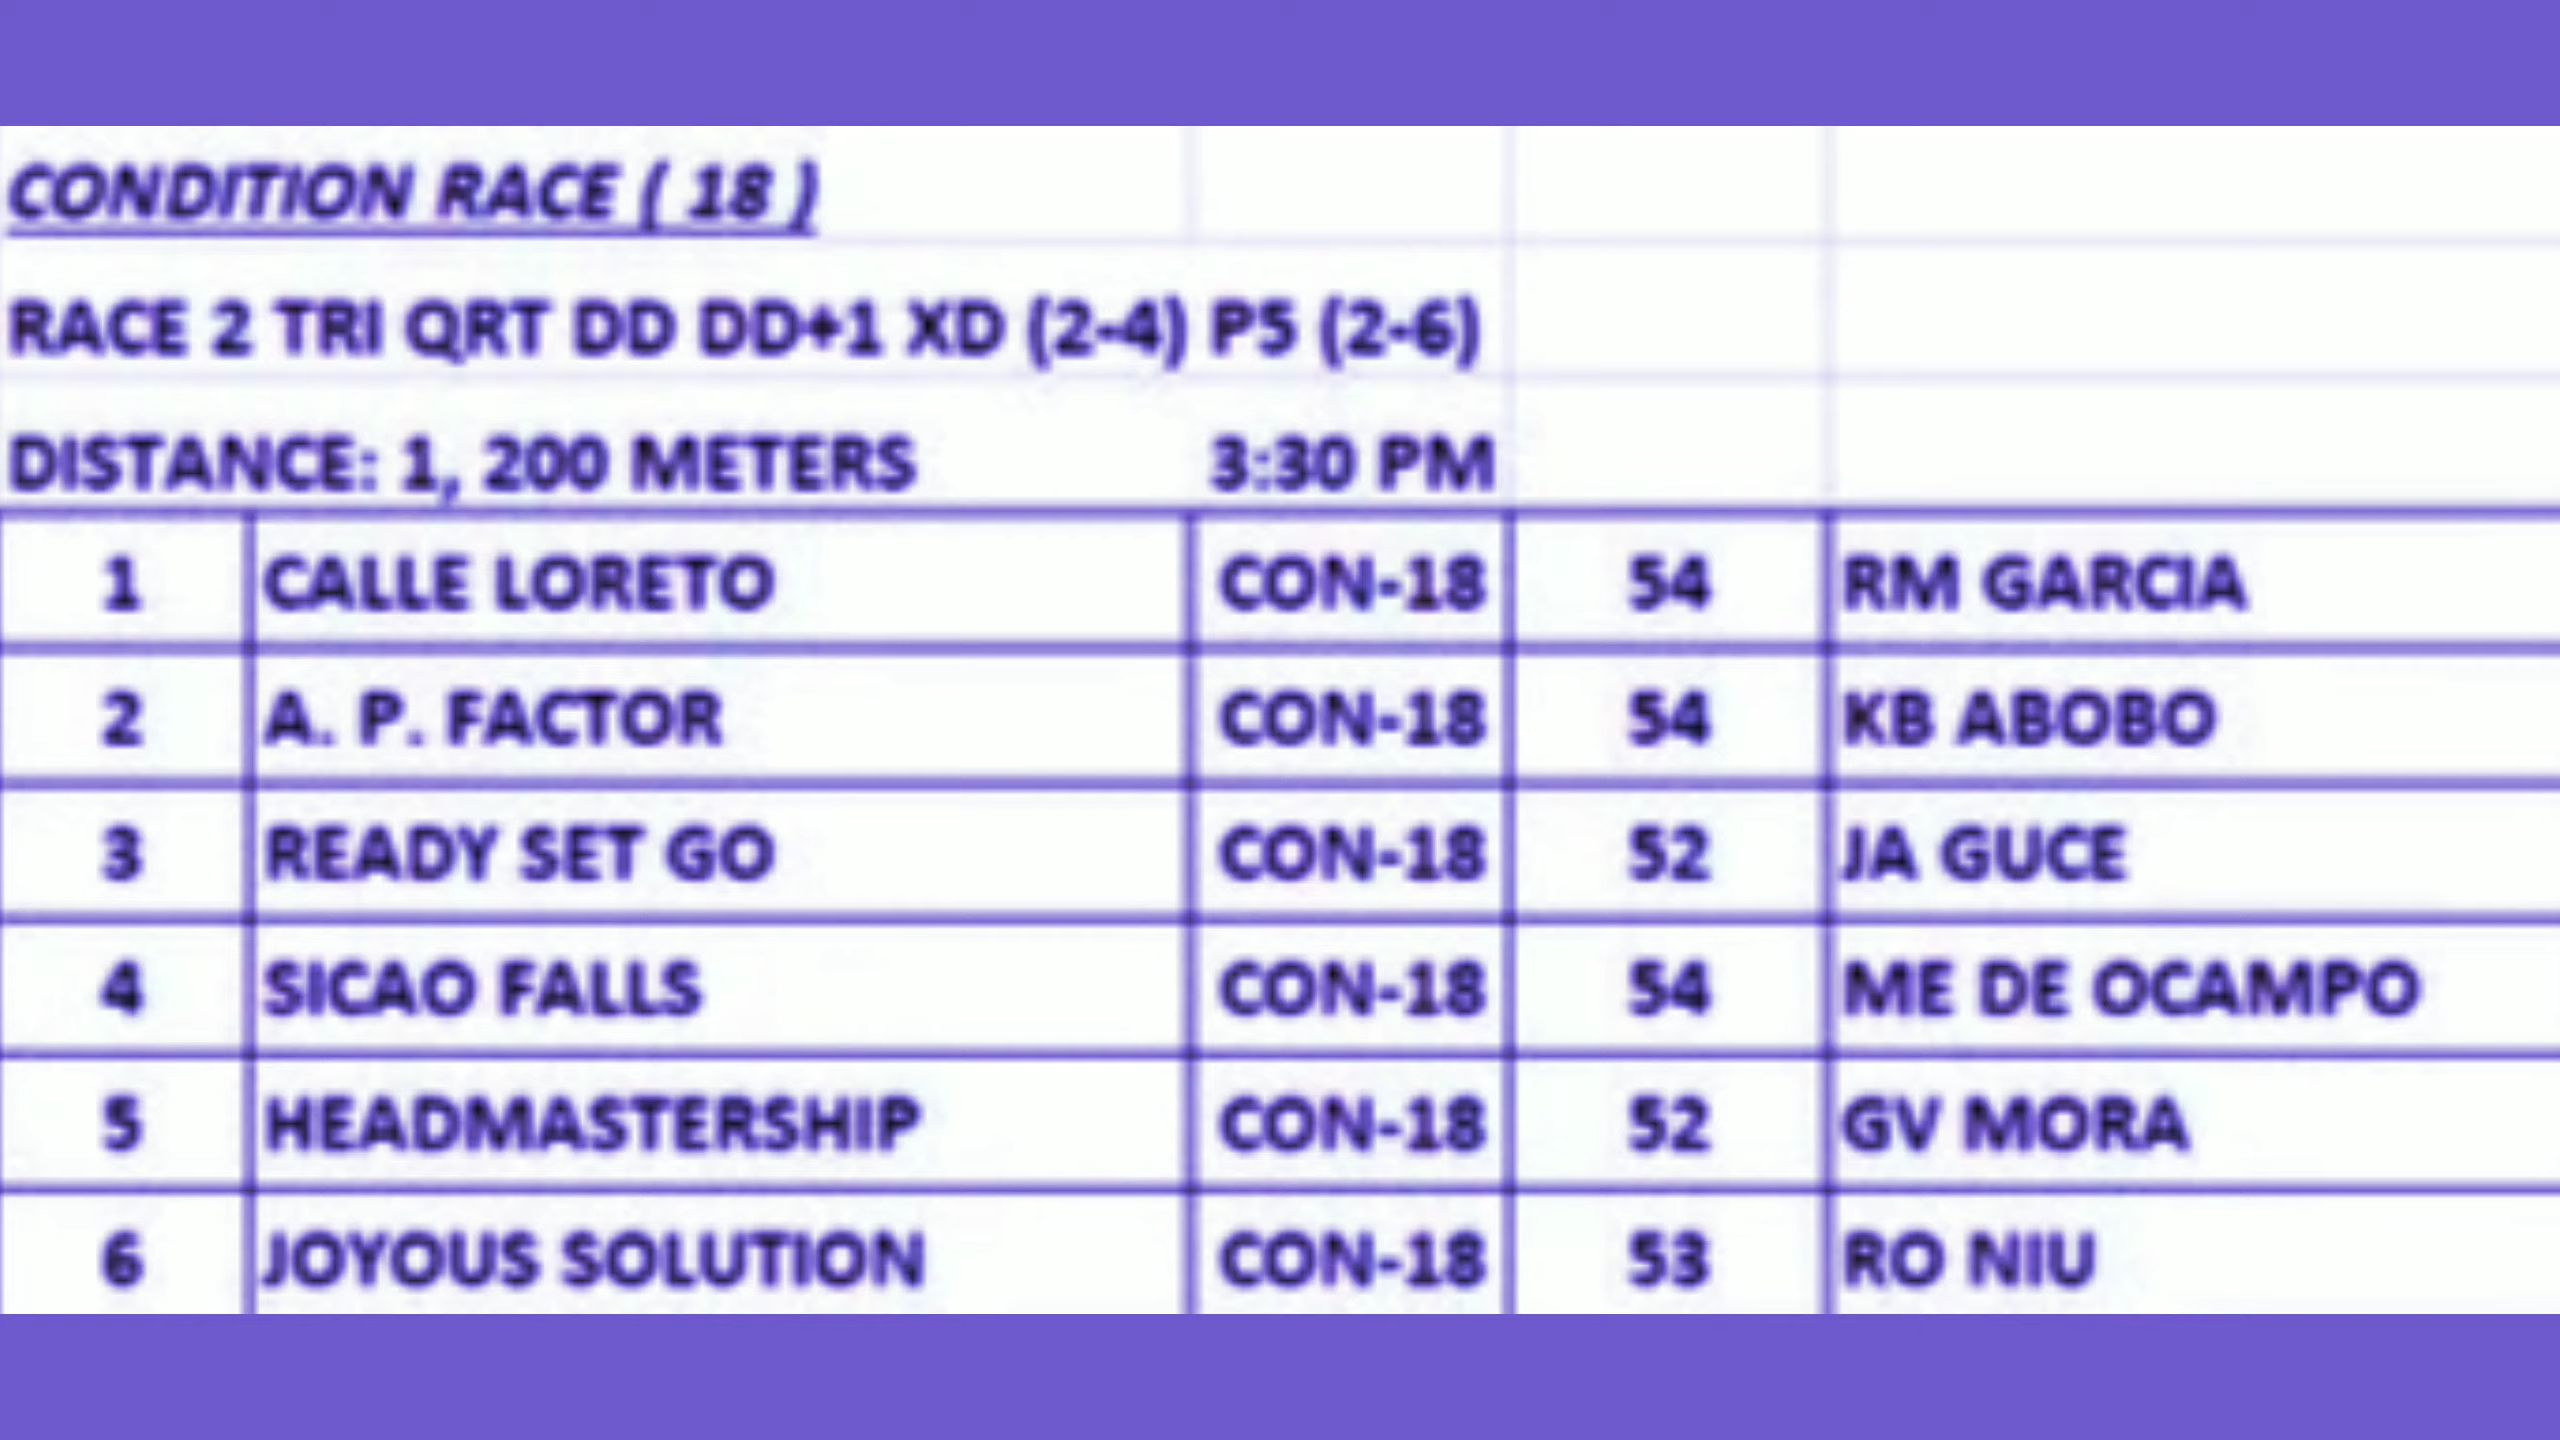 CONDITION RACE ( 18 )
RACE 2 TRI QRT DD DD+1 XD (2-4) P5 (2-6)
DISTANCE: 1, 200 METERS 3:30 PM
1 CALLE LORETO CON-18 54 RM GARCIA
2 A. P. FACTOR CON-18 54 KB ABOBO
3 READY SET GO CON-18 52 JA GUCE
4 SICAO FALLS CON-18 54 ME DE OCAMPO
5 HEADMASTERSHIP CON-18 52 GV MORA
6 JOYOUS SOLUTION CON-18 53 RO NIU